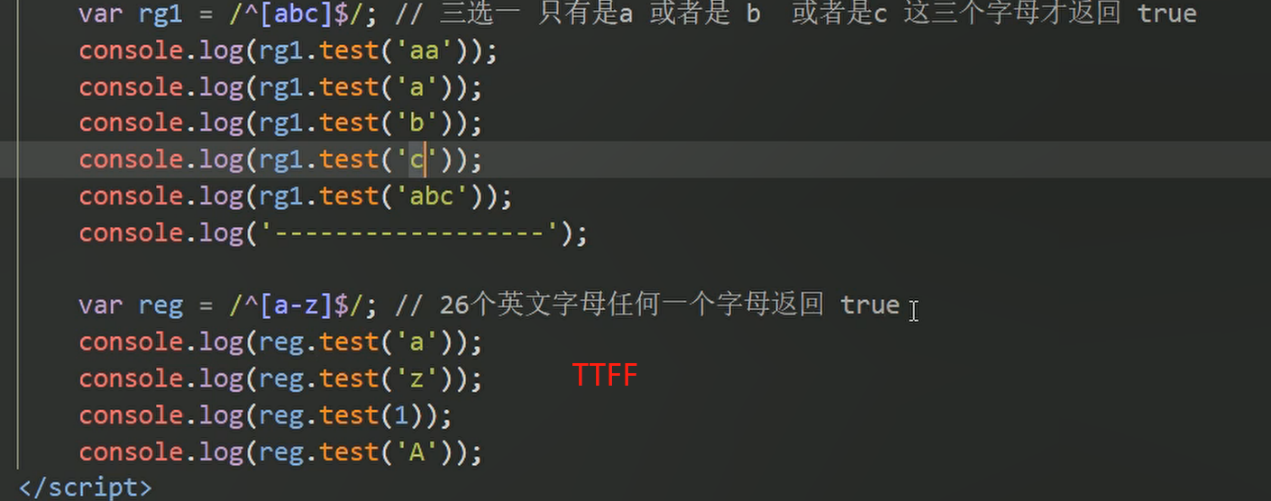 var rg1 = /^[abc]$/; // 三选一 只有是a 或者是 b  或者是c 这三个字母才返回 true
console.log(rg1.test('aa'));
console.log(rg1.test('a'));
console.log(rg1.test('b'));
console.log(rg1.test('c'));
console.log(rg1.test('abc'));
console.log('------------------');
var reg = /^[a-z]$/; // 26个英文字母任何一个字母返回 true
console.log(reg.test('a'));
console.log(reg.test('z'));
TTFF
console.log(reg.test(1));
console.log(reg.test('A'));
</script>